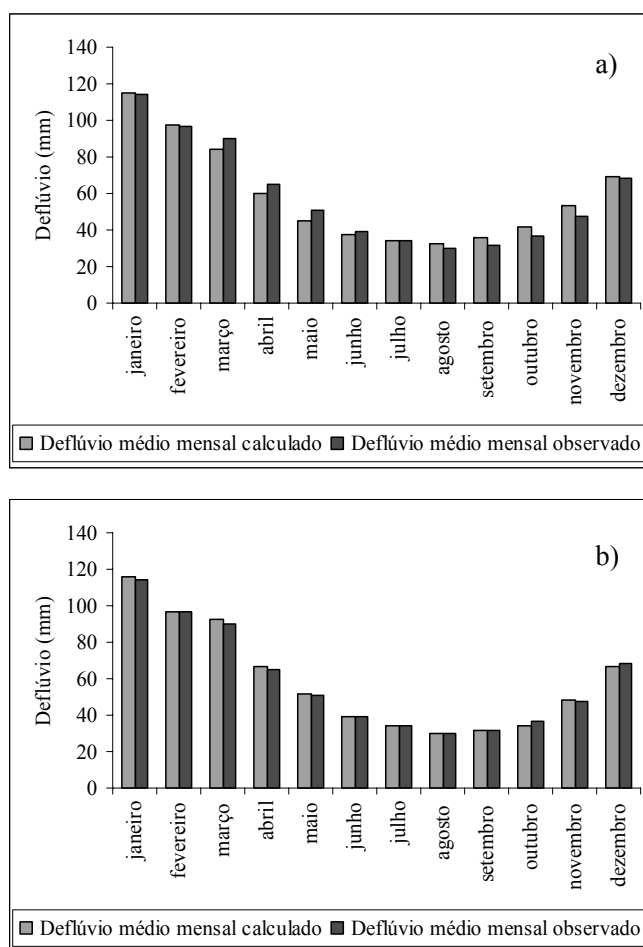 a)
Deflúvio (mm)
140
120
100
80
60
40
20
0
janeiro
fevereiro
março
abril
maio
junho
julho
agosto
setembro
outubro
novembro
dezembro
Deflúvio médio mensal calculado
Deflúvio médio mensal observado
b)
Deflúvio (mm)
140
120
100
80
60
40
20
0
janeiro
fevereiro
março
abril
maio
junho
julho
agosto
setembro
outubro
novembro
dezembro
Deflúvio médio mensal calculado
Deflúvio médio mensal observado